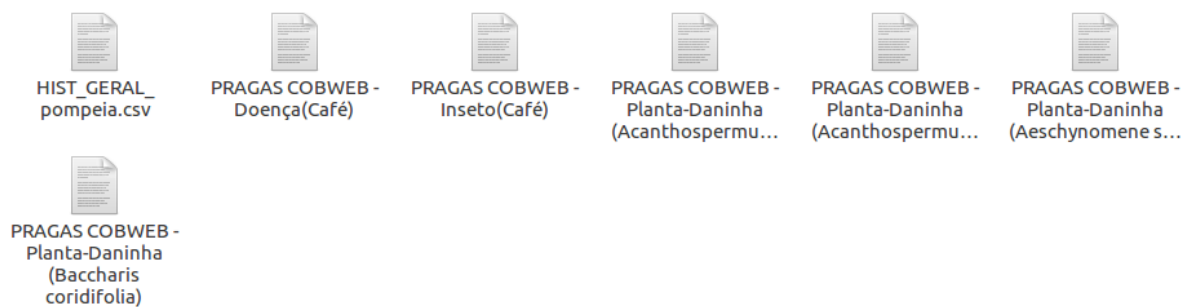 HIST_GERAL_
pompeia.csv
PRAGAS COBWEB -
Doença(Café)
PRAGAS COBWEB -
Inseto(Café)
PRAGAS COBWEB -
Planta-Daninha
(Acanthospermu...
PRAGAS COBWEB -
Planta-Daninha
(Acanthospermu...
PRAGAS COBWEB -
Planta-Daninha
(Aeschynomene s...
PRAGAS COBWEB -
Planta-Daninha
(Baccharis
coridifolia)